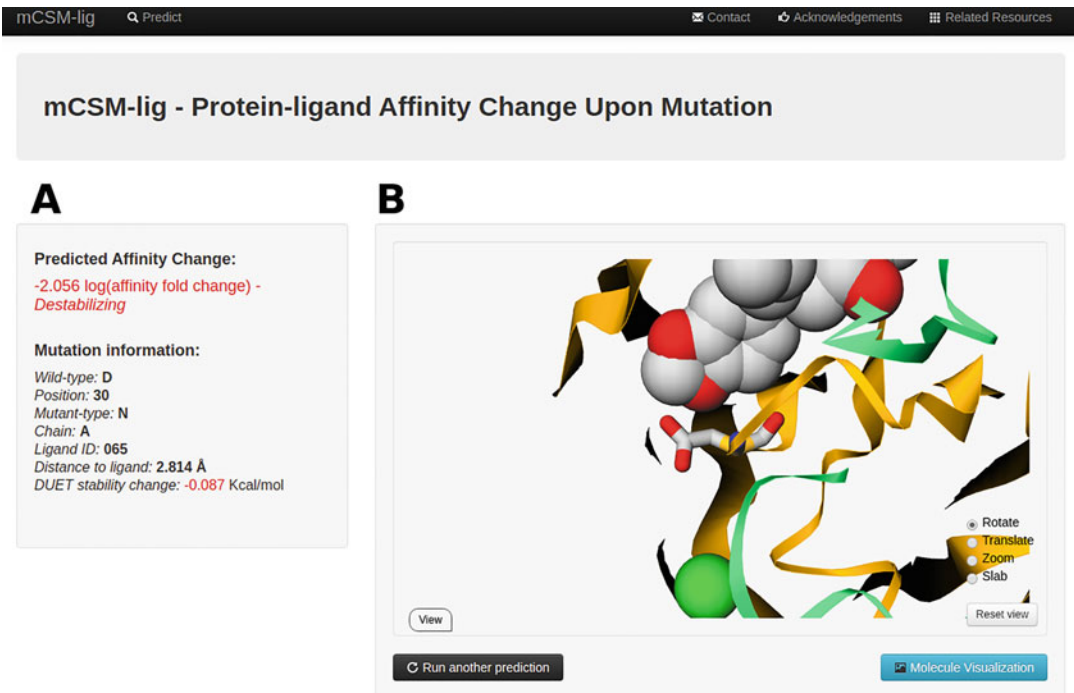 mCSM-lig Predict Contact Acknowledgements Related Resources
mCSM-lig - Protein-ligand Affinity Change Upon Mutation
A
Predicted Affinity Change:
-2.056 log(affinity fold change) -
Destabilizing
Mutation information:
Wild-type: D
Position: 30
Mutant-type: N
Chain: A
Ligand ID: 065
Distance to ligand: 2.814 Å
DUET stability change: -0.087 Kcal/mol
B
Rotate
Translate
Zoom
Slab
Reset view
View
Run another prediction
Molecule Visualization